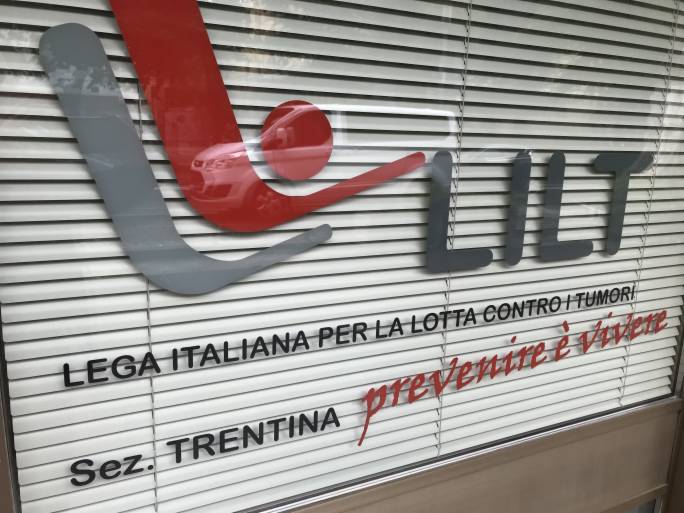 LILT
LEGA ITALIANA PER LA LOTTA CONTRO I TUMORI
Sez. TRENTINA prevenire è vivere